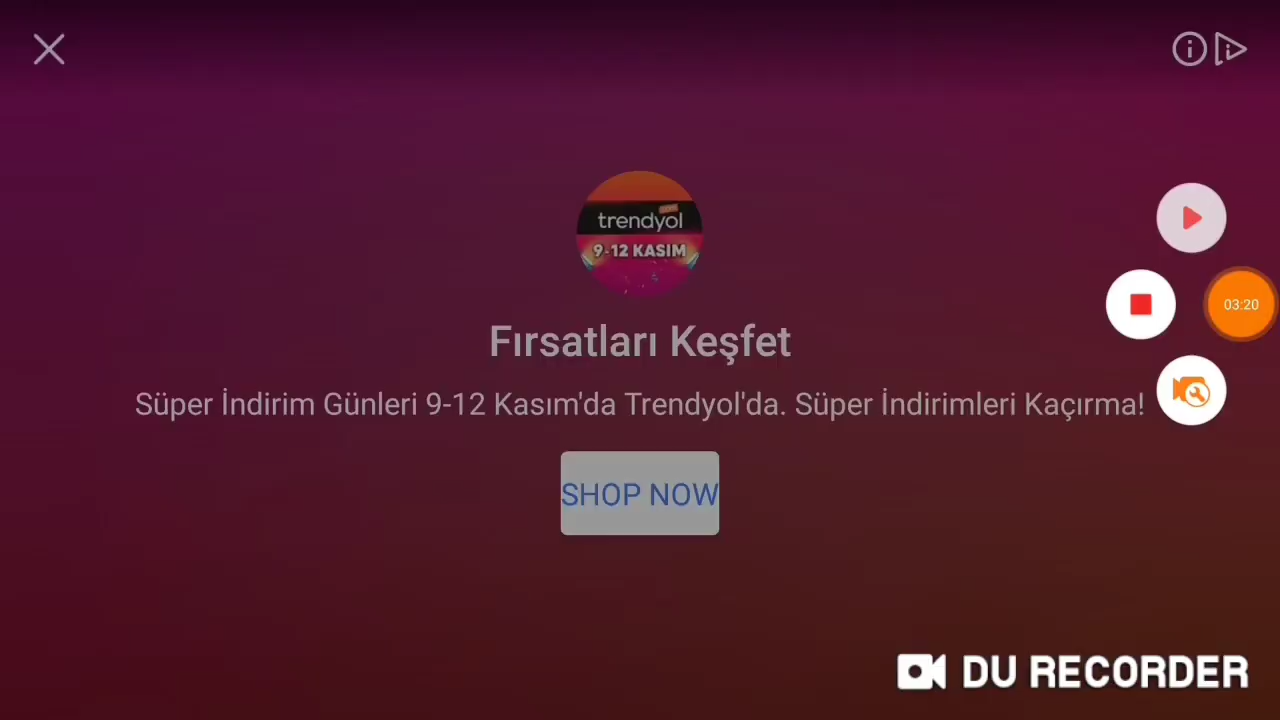 trendyol
9-12 KASIM
03:20
Fırsatları Keşfet
Süper İndirim Günleri 9-12 Kasım'da Trendyol'da. Süper İndirimleri Kaçırma!
SHOP NOW
DU RECORDER